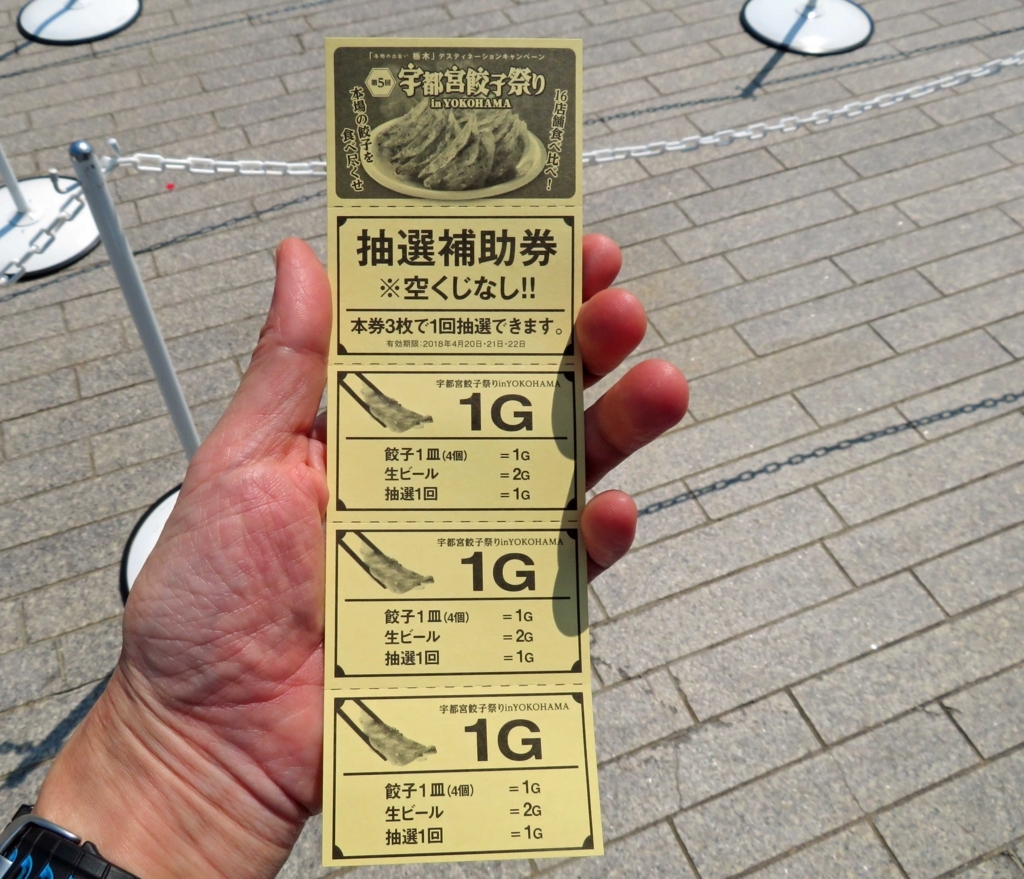 「本物の出会い 栃木」デスティネーションキャンペーン
第5回
宇都宮餃子祭り
in YOKOHAMA
本場の餃子を
食べ尽くせ
16店舗食べ比べ!
抽選補助券
※空くじなし!!
本券3枚で1回抽選できます。
有効期限:2018年4月20日・21日・22日
宇都宮餃子祭りinYOKOHAMA
1G
餃子1皿(4個) =1G
生ビール =2G
抽選1回 =1G
宇都宮餃子祭りinYOKOHAMA
1G
餃子1皿(4個) =1G
生ビール =2G
抽選1回 =1G
宇都宮餃子祭りinYOKOHAMA
1G
餃子1皿(4個) =1G
生ビール =2G
抽選1回 =1G